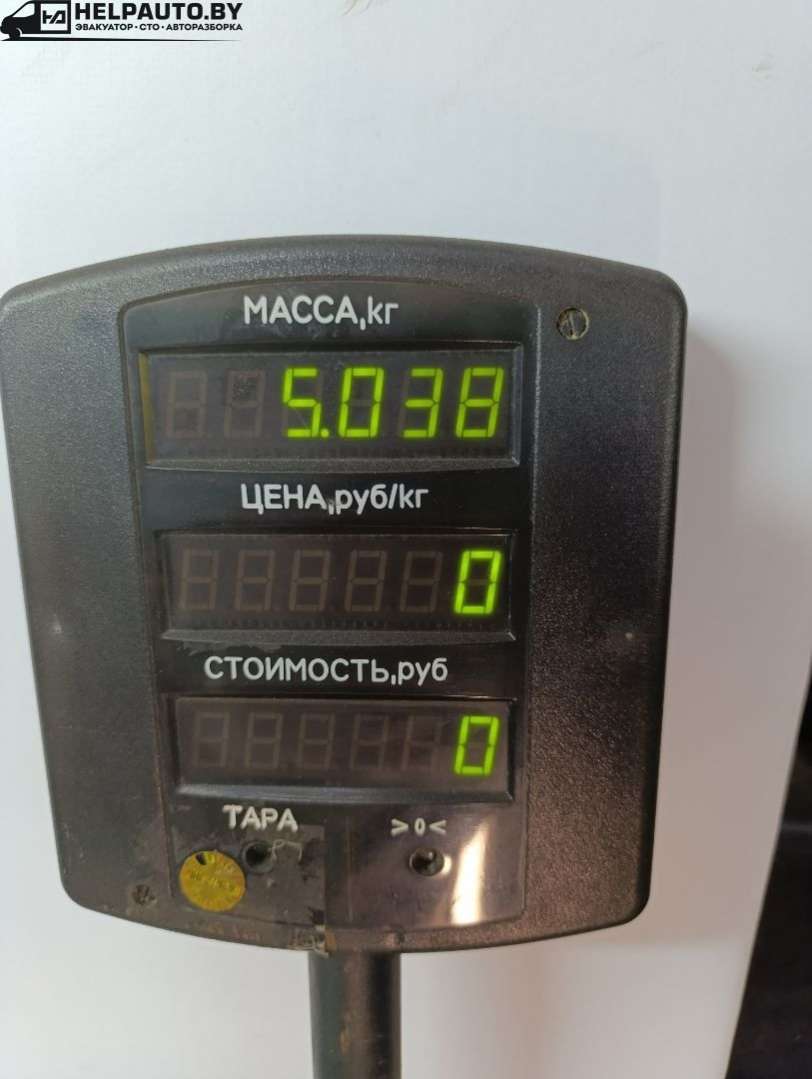 HELPAUTO.BY
ЭВАКУАТОР • СТО • АВТОРАЗБОРКА
МАССА,кг
5.038
ЦЕНА,руб/кг
0
СТОИМОСТЬ,руб
0
ТАРА >0<